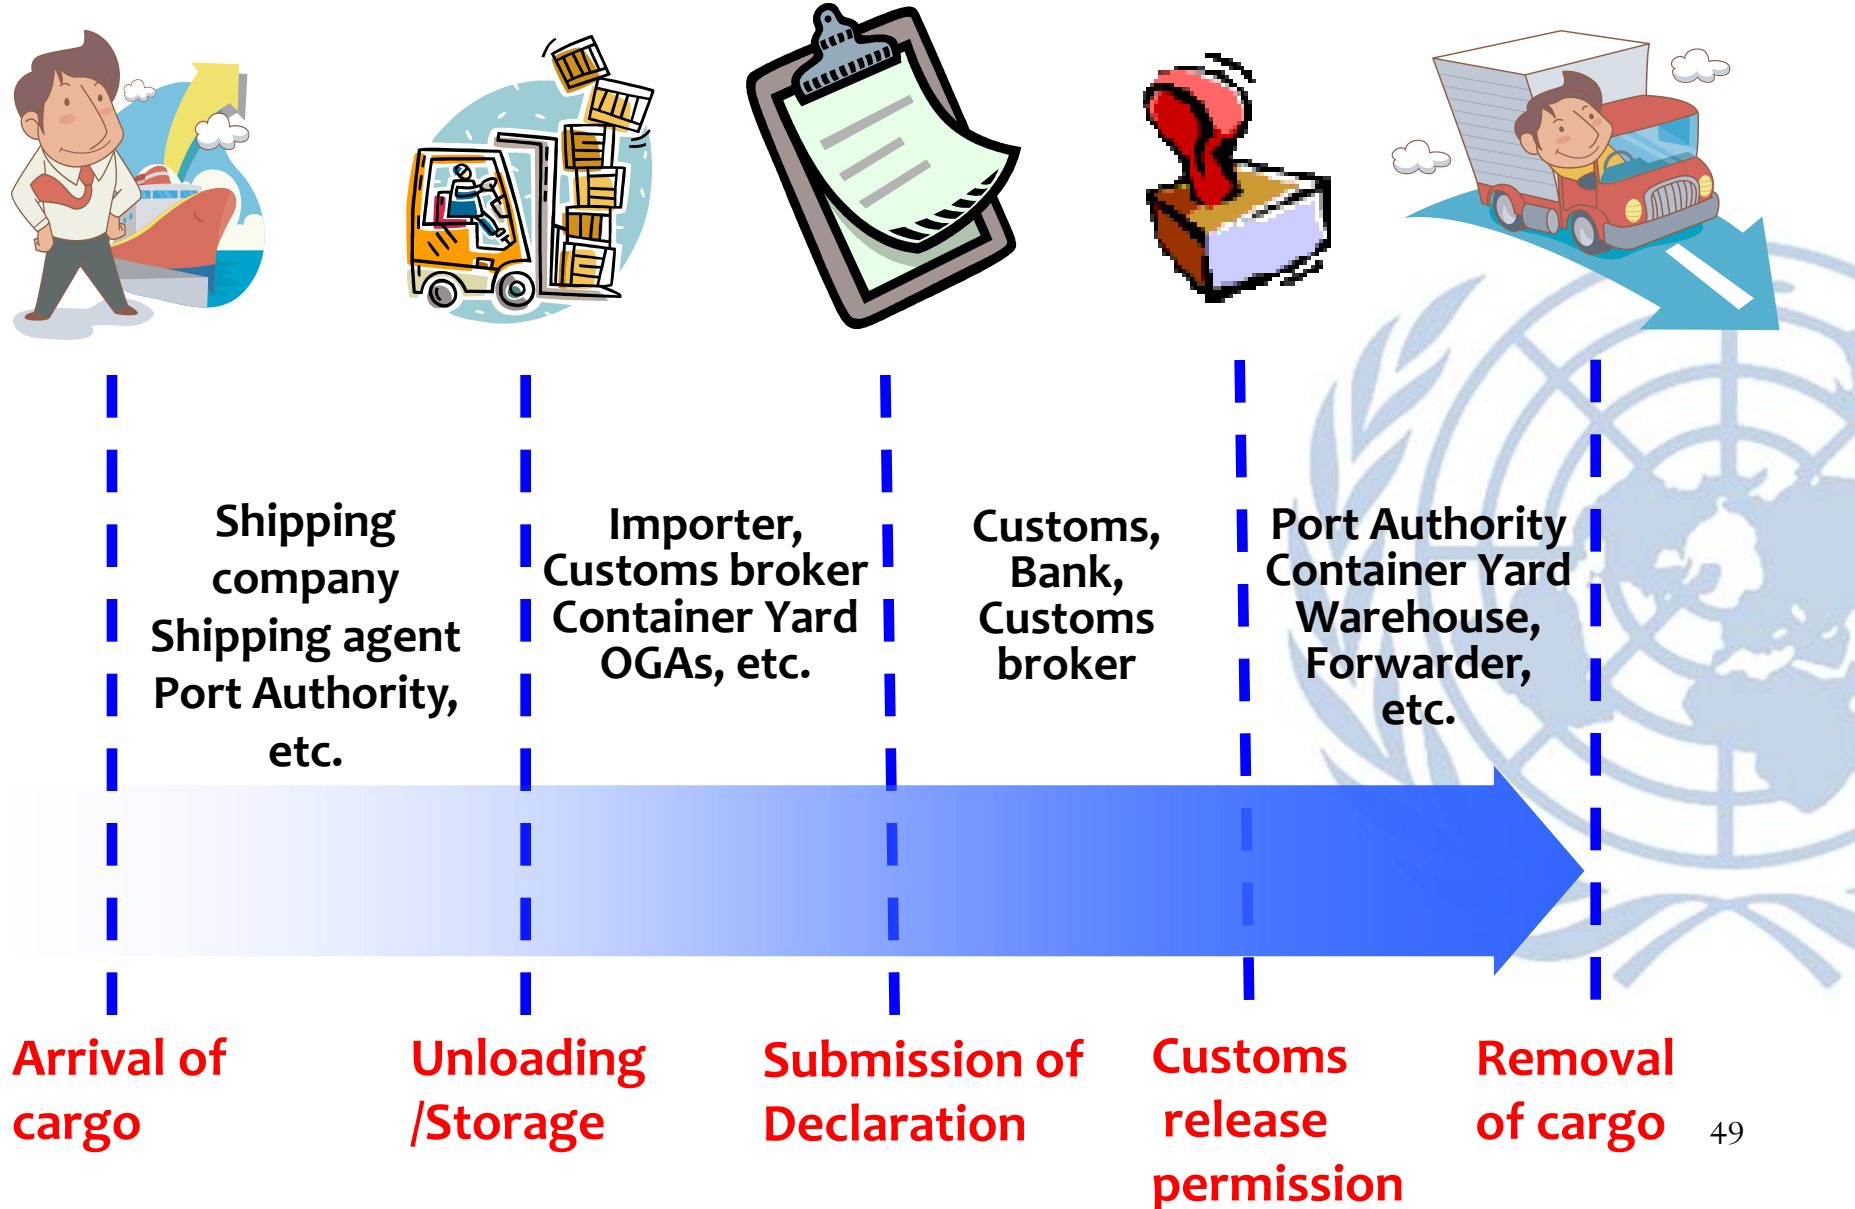 Shipping
company
Shipping agent
Port Authority,
etc.
Importer,
Customs broker
Container Yard
OGAs, etc.
Customs,
Bank,
Customs
broker
Port Authority
Container Yard
Warehouse,
Forwarder,
etc.
Arrival of
cargo
Unloading
/Storage
Submission of
Declaration
Customs
release
permission
Removal
of cargo
49